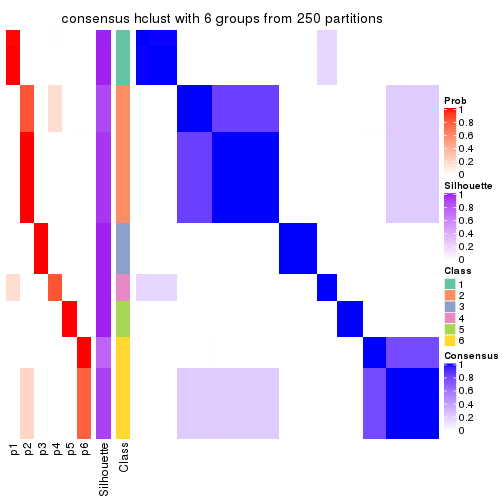 consensus hclust with 6 groups from 250 partitions
Prob
1
0.8
0.6
0.4
0.2
0
Silhouette
1
0.8
0.6
0.4
0.2
0
Class
1
2
3
4
5
6
Consensus
1
0.8
0.6
0.4
0.2
0
p1
p2
p3
p4
p5
p6
Silhouette
Class